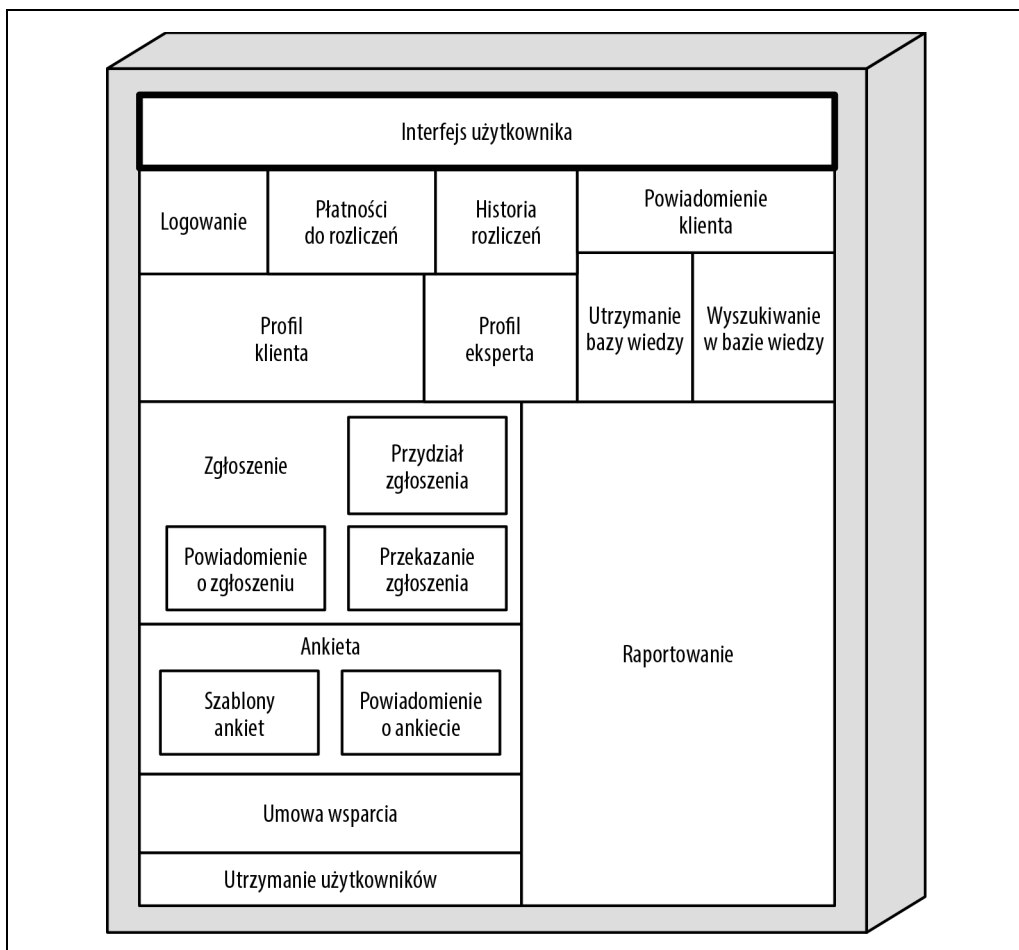 Interfejs użytkownika
Logowanie
Płatności
do rozliczeń
Historia
rozliczeń
Powiadomienie
klienta
Profil
klienta
Profil
eksperta
Utrzymanie
bazy wiedzy
Wyszukiwanie
w bazie wiedzy
Zgłoszenie
Przydział
zgłoszenia
Powiadomienie
o zgłoszeniu
Przekazanie
zgłoszenia
Ankieta
Szablony
ankiet
Powiadomienie
o ankiecie
Raportowanie
Umowa wsparcia
Utrzymanie użytkowników